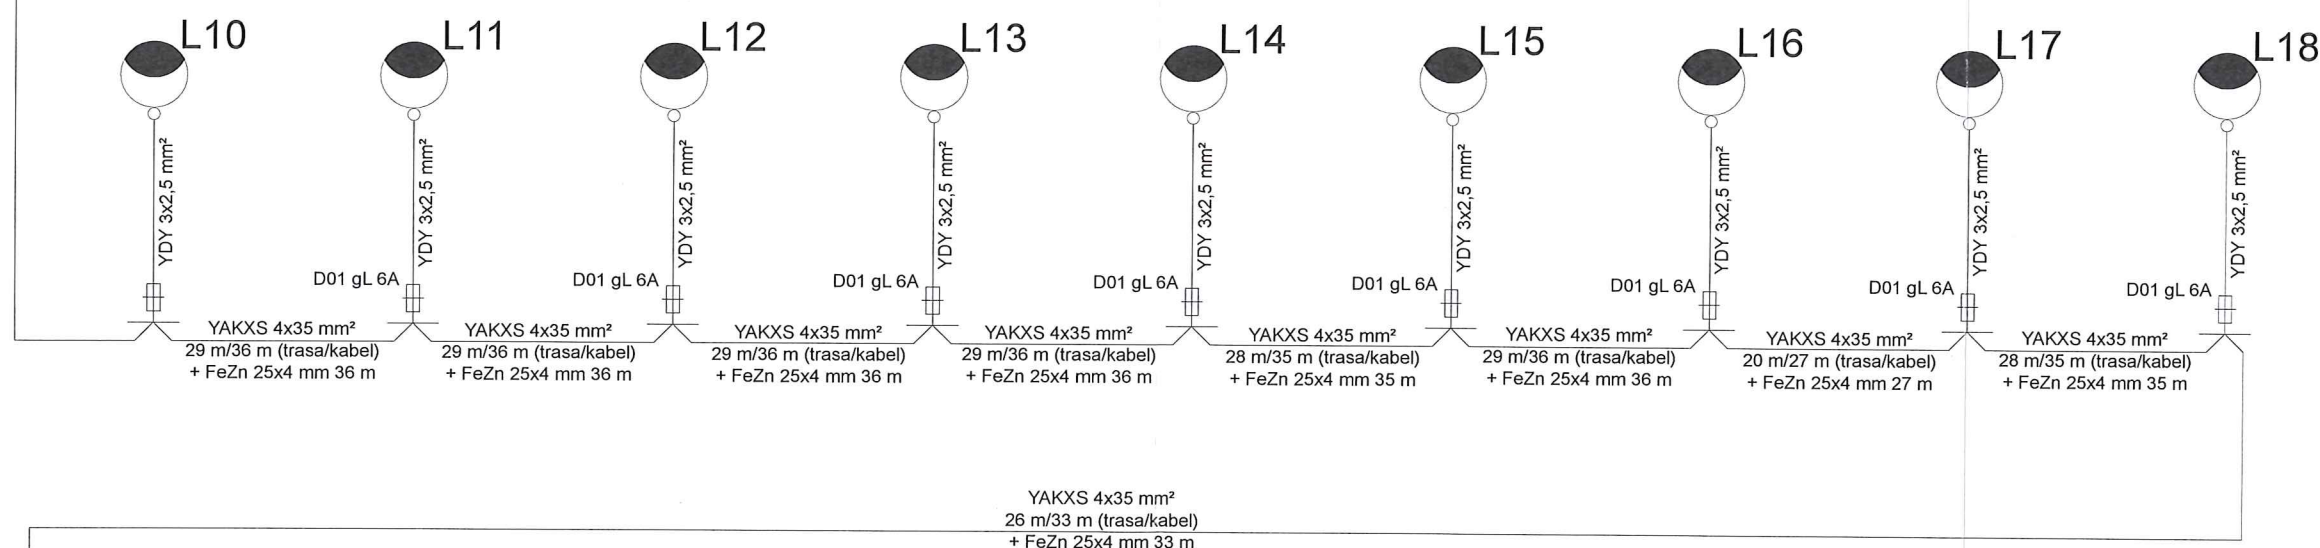 L10
L11
L12
L13
L14
L15
L16
L17
L18
YDY 3x2,5 mm²
YDY 3x2,5 mm²
YDY 3x2,5 mm²
YDY 3x2,5 mm²
YDY 3x2,5 mm²
YDY 3x2,5 mm²
YDY 3x2,5 mm²
YDY 3x2,5 mm²
YDY 3x2,5 mm²
D01 gL 6A
D01 gL 6A
D01 gL 6A
D01 gL 6A
D01 gL 6A
D01 gL 6A
D01 gL 6A
D01 gL 6A
YAKXS 4x35 mm²
29 m/36 m (trasa/kabel)
+ FeZn 25x4 mm 36 m
YAKXS 4x35 mm²
29 m/36 m (trasa/kabel)
+ FeZn 25x4 mm 36 m
YAKXS 4x35 mm²
29 m/36 m (trasa/kabel)
+ FeZn 25x4 mm 36 m
YAKXS 4x35 mm²
29 m/36 m (trasa/kabel)
+ FeZn 25x4 mm 36 m
YAKXS 4x35 mm²
28 m/35 m (trasa/kabel)
+ FeZn 25x4 mm 35 m
YAKXS 4x35 mm²
29 m/36 m (trasa/kabel)
+ FeZn 25x4 mm 36 m
YAKXS 4x35 mm²
20 m/27 m (trasa/kabel)
+ FeZn 25x4 mm 27 m
YAKXS 4x35 mm²
28 m/35 m (trasa/kabel)
+ FeZn 25x4 mm 35 m
YAKXS 4x35 mm²
26 m/33 m (trasa/kabel)
+ FeZn 25x4 mm 33 m